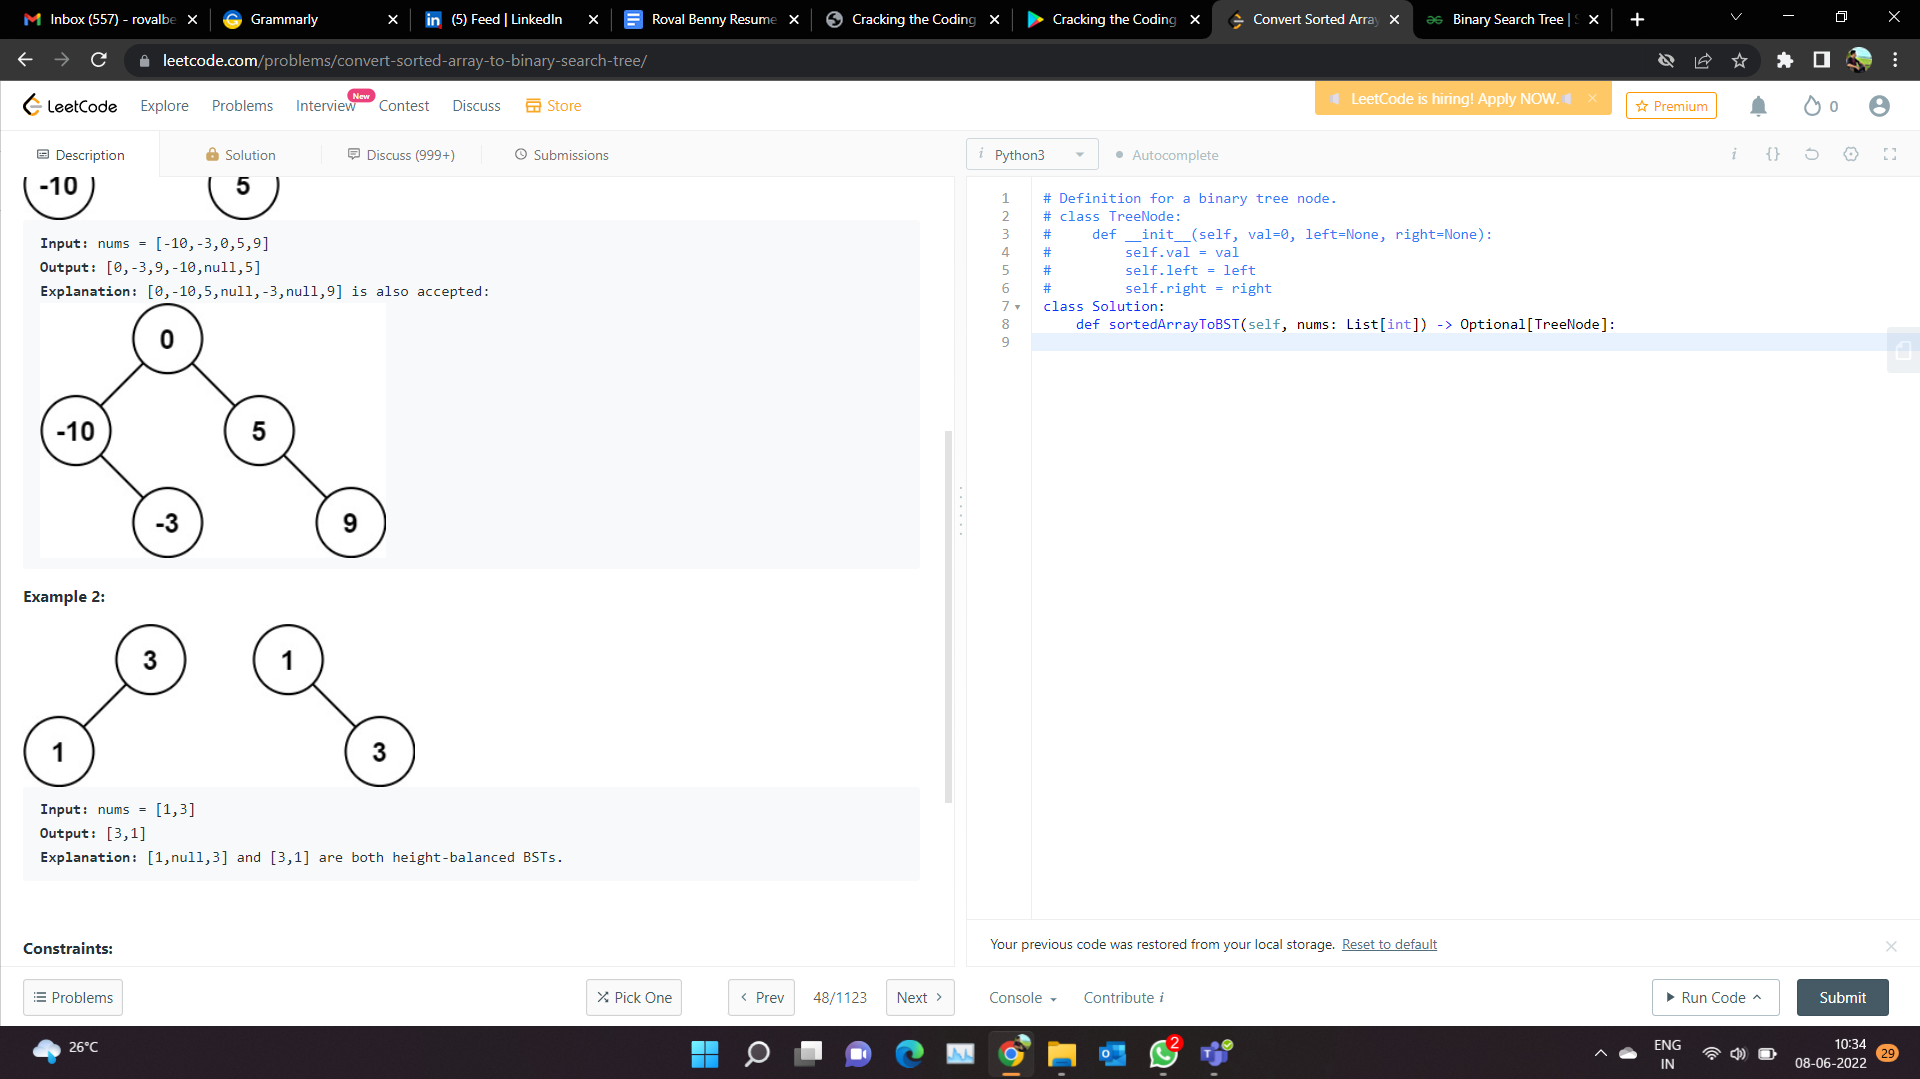 Inbox (557) - rovalbe
Grammarly
(5) Feed | LinkedIn
Roval Benny Resume
Cracking the Coding
Cracking the Coding
Convert Sorted Arra
Binary Search Tree |
leetcode.com/problems/convert-sorted-array-to-binary-search-tree/
LeetCode Explore Problems Interview New Contest Discuss Store
LeetCode is hiring! Apply NOW.
Premium
0
Description Solution Discuss (999+) Submissions
Python3 Autocomplete
-10 5
Input: nums = [-10,-3,0,5,9]
Output: [0,-3,9,-10,null,5]
Explanation: [0,-10,5,null,-3,null,9] is also accepted:
0
-10 5
-3 9
Example 2:
3 1
1 3
Input: nums = [1,3]
Output: [3,1]
Explanation: [1,null,3] and [3,1] are both height-balanced BSTs.
Constraints:
1 # Definition for a binary tree node.
2 # class TreeNode:
3 #     def __init__(self, val=0, left=None, right=None):
4 #         self.val = val
5 #         self.left = left
6 #         self.right = right
7 class Solution:
8     def sortedArrayToBST(self, nums: List[int]) -> Optional[TreeNode]:
9
Your previous code was restored from your local storage. Reset to default
Problems Pick One Prev 48/1123 Next Console Contribute i Run Code Submit
26°C
2
ENG
IN
10:34
08-06-2022
29